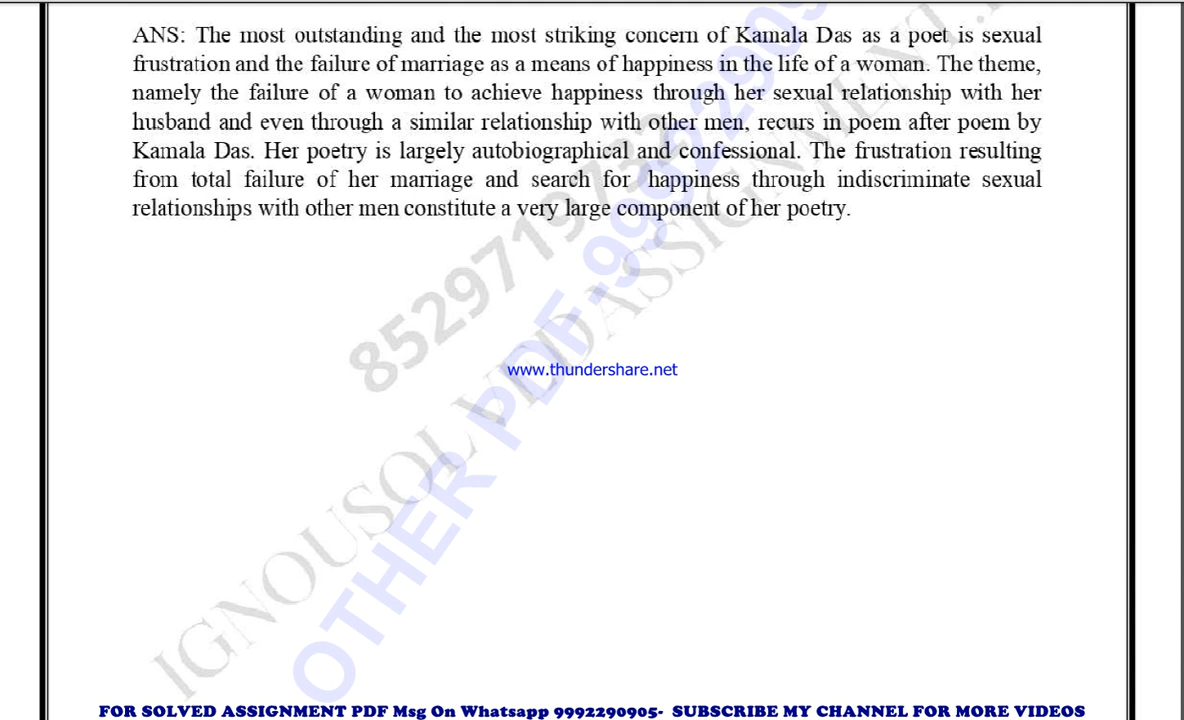 ANS: The most outstanding and the most striking concern of Kamala Das as a poet is sexual
frustration and the failure of marriage as a means of happiness in the life of a woman. The theme,
namely the failure of a woman to achieve happiness through her sexual relationship with her
husband and even through a similar relationship with other men, recurs in poem after poem by
Kamala Das. Her poetry is largely autobiographical and confessional. The frustration resulting
from total failure of her marriage and search for happiness through indiscriminate sexual
relationships with other men constitute a very large component of her poetry.
8529719732
OTHER PDF-99922909
www.thundershare.net
FOR SOLVED ASSIGNMENT PDF Msg On Whatsapp 9992290905- SUBSCRIBE MY CHANNEL FOR MORE VIDEOS